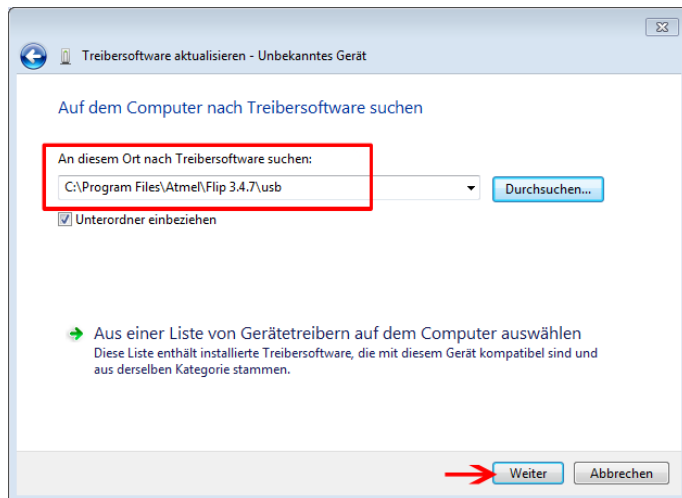 Treibersoftware aktualisieren - Unbekanntes Gerät
Auf dem Computer nach Treibersoftware suchen
An diesem Ort nach Treibersoftware suchen:
C:\Program Files\Atmel\Flip 3.4.7\usb
Durchsuchen...
Unterordner einbeziehen
Aus einer Liste von Gerätetreibern auf dem Computer auswählen
Diese Liste enthält installierte Treibersoftware, die mit diesem Gerät kompatibel sind und
aus derselben Kategorie stammen.
Weiter
Abbrechen